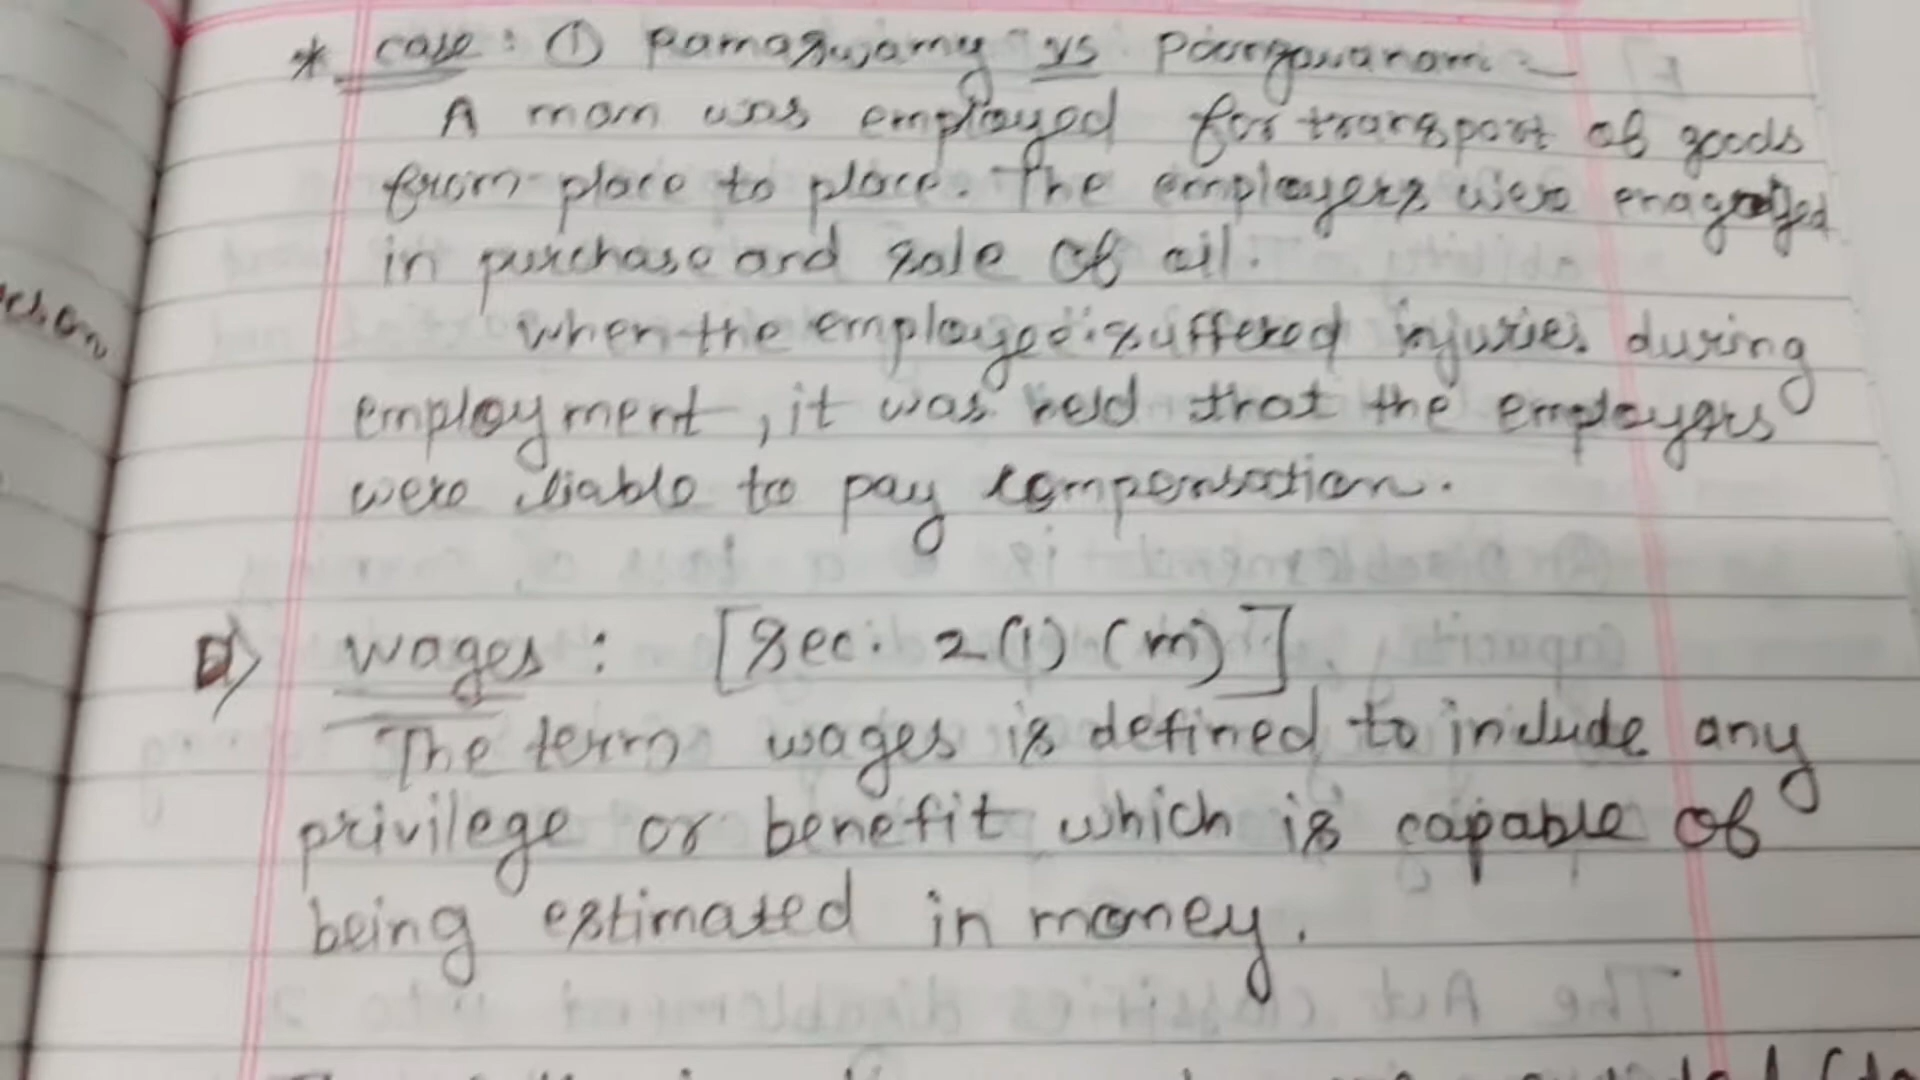 * case : ① Ramaswamy vs Poongavanam -
A man was employed for transport of goods
from place to place. The employers were enagaged
in purchase and sale of oil.
When the employee suffered injuries during
employment, it was held that the employers
were liable to pay compensation.
D) wages : [Sec. 2(1) (m)]
The term wages is defined to include any
privilege or benefit which is capable of
being estimated in money.